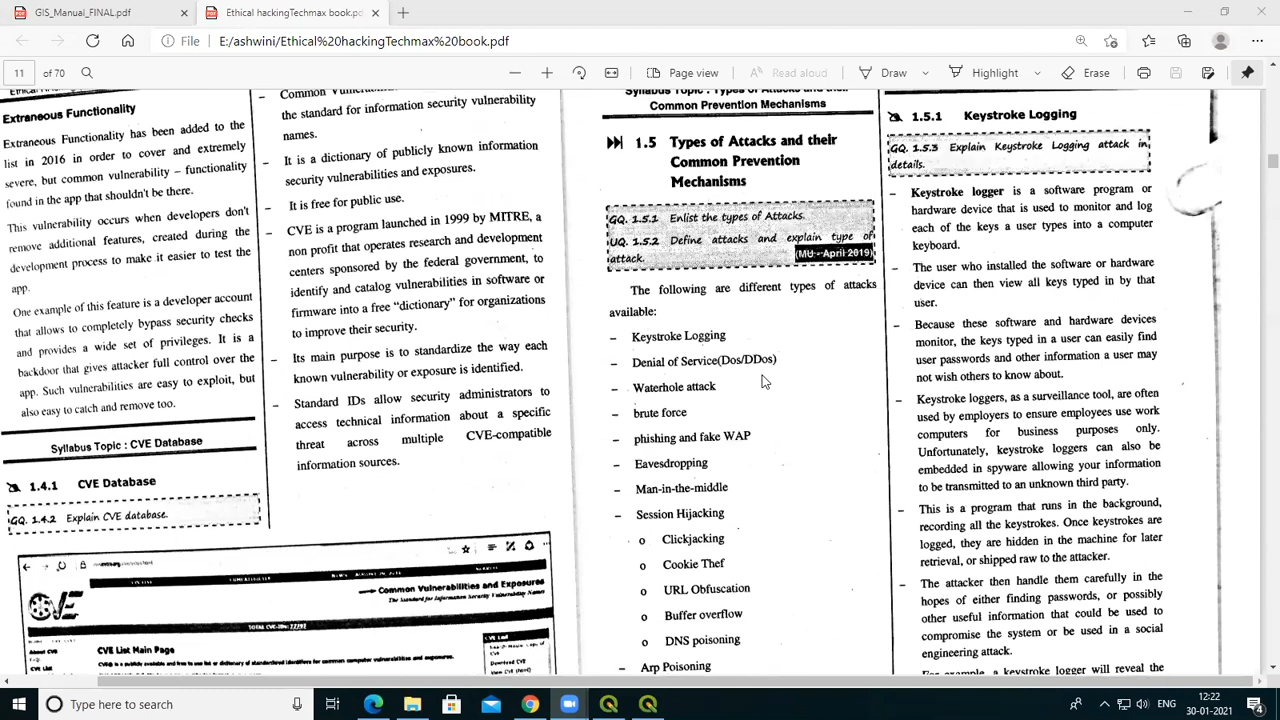 GIS_Manual_FINAL.pdf
Ethical hackingTechmax book.pdf
File
E:/ashwini/Ethical%20hackingTechmax%20book.pdf
11 of 70
Page view
Read aloud
Draw
Highlight
Erase
Extraneous Functionality
Extraneous Functionality has been added to the
list in 2016 in order to cover and extremely
severe, but common vulnerability – functionality
found in the app that shouldn't be there.
This vulnerability occurs when developers don't
remove additional features, created during the
development process to make it easier to test the
app.
One example of this feature is a developer account
that allows to completely bypass security checks
and provides a wide set of privileges. It is a
backdoor that gives attacker full control over the
app. Such vulnerabilities are easy to exploit, but
also easy to catch and remove too.
Syllabus Topic : CVE Database
1.4.1 CVE Database
GQ. 1.4.2 Explain CVE database.
– Common
the standard for information security vulnerability
names.
– It is a dictionary of publicly known information
security vulnerabilities and exposures.
– It is free for public use.
– CVE is a program launched in 1999 by MITRE, a
non profit that operates research and development
centers sponsored by the federal government, to
identify and catalog vulnerabilities in software or
firmware into a free “dictionary” for organizations
to improve their security.
– Its main purpose is to standardize the way each
known vulnerability or exposure is identified.
– Standard IDs allow security administrators to
access technical information about a specific
threat across multiple CVE-compatible
information sources.
CVE
Common Vulnerabilities and Exposures
The Standard for Information Security Vulnerability Names
CVE List Main Page
CVE List
Syllabus Topic : Types of Attacks and their
Common Prevention Mechanisms
1.5 Types of Attacks and their
Common Prevention
Mechanisms
GQ. 1.5.1 Enlist the types of Attacks.
UQ. 1.5.2 Define attacks and explain type of
attack. (MU - April 2019)
The following are different types of attacks
available:
– Keystroke Logging
– Denial of Service(Dos/DDos)
– Waterhole attack
– brute force
– phishing and fake WAP
– Eavesdropping
– Man-in-the-middle
– Session Hijacking
o Clickjacking
o Cookie Thef
o URL Obfuscation
o Buffer overflow
o DNS poisoning
– Arp Poisoning
1.5.1 Keystroke Logging
GQ. 1.5.3 Explain Keystroke Logging attack in
details.
– Keystroke logger is a software program or
hardware device that is used to monitor and log
each of the keys a user types into a computer
keyboard.
– The user who installed the software or hardware
device can then view all keys typed in by that
user.
– Because these software and hardware devices
monitor, the keys typed in a user can easily find
user passwords and other information a user may
not wish others to know about.
– Keystroke loggers, as a surveillance tool, are often
used by employers to ensure employees use work
computers for business purposes only.
Unfortunately, keystroke loggers can also be
embedded in spyware allowing your information
to be transmitted to an unknown third party.
– This is a program that runs in the background,
recording all the keystrokes. Once keystrokes are
logged, they are hidden in the machine for later
retrieval, or shipped raw to the attacker.
– The attacker then handle them carefully in the
hopes of either finding passwords, or possibly
other useful information that could be used to
compromise the system or be used in a social
engineering attack.
For example, a keystroke logger will reveal the
Type here to search
ENG
12:22
30-01-2021